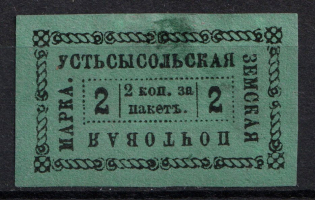 УСТЬСЫСОЛЬСКАЯ
ЗЕМСКАЯ
ПОЧТОВАЯ
МАРКА.
2
2 коп. за
пакетъ.
2